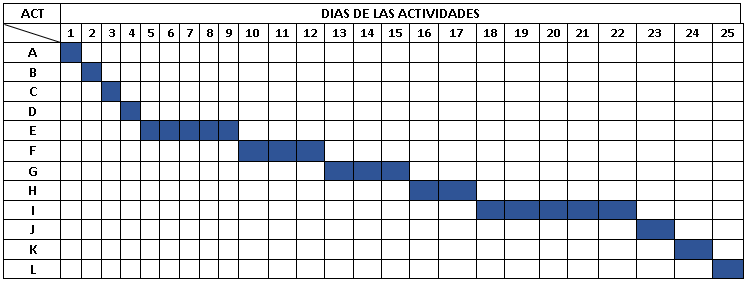 ACT DIAS DE LAS ACTIVIDADES
1 2 3 4 5 6 7 8 9 10 11 12 13 14 15 16 17 18 19 20 21 22 23 24 25
A
B
C
D
E
F
G
H
I
J
K
L